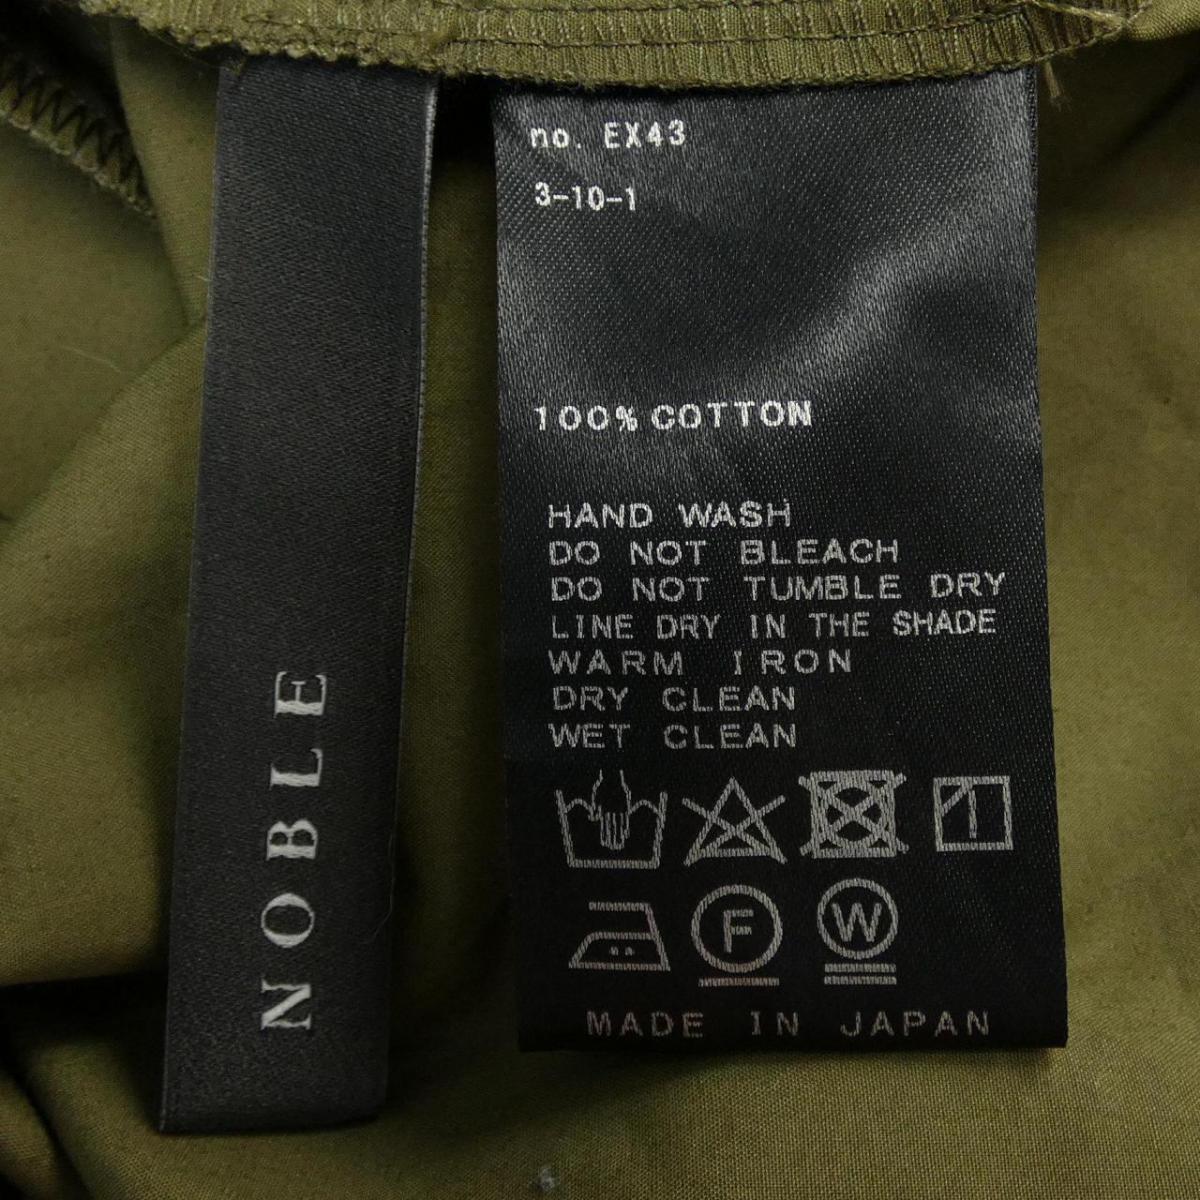 NOBLE
no. EX43
3-10-1
100% COTTON
HAND WASH
DO NOT BLEACH
DO NOT TUMBLE DRY
LINE DRY IN THE SHADE
WARM IRON
DRY CLEAN
WET CLEAN
F W
MADE IN JAPAN